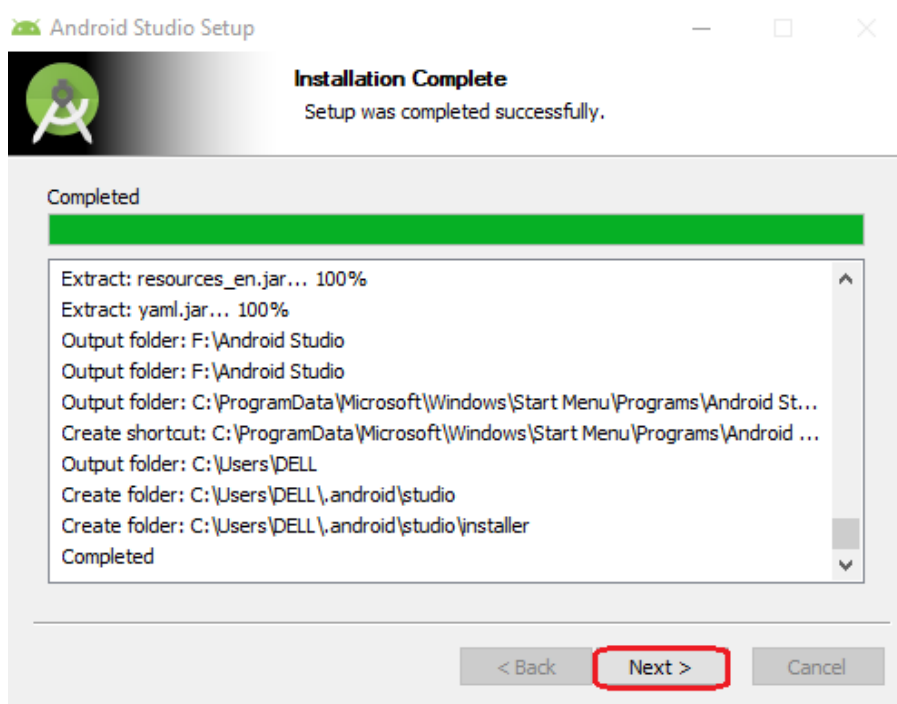 Android Studio Setup
Installation Complete
Setup was completed successfully.
Completed
Extract: resources_en.jar... 100%
Extract: yaml.jar... 100%
Output folder: F:\Android Studio
Output folder: F:\Android Studio
Output folder: C:\ProgramData\Microsoft\Windows\Start Menu\Programs\Android St...
Create shortcut: C:\ProgramData\Microsoft\Windows\Start Menu\Programs\Android ...
Output folder: C:\Users\DELL
Create folder: C:\Users\DELL\.android\studio
Create folder: C:\Users\DELL\.android\studio\installer
Completed
< Back Next > Cancel